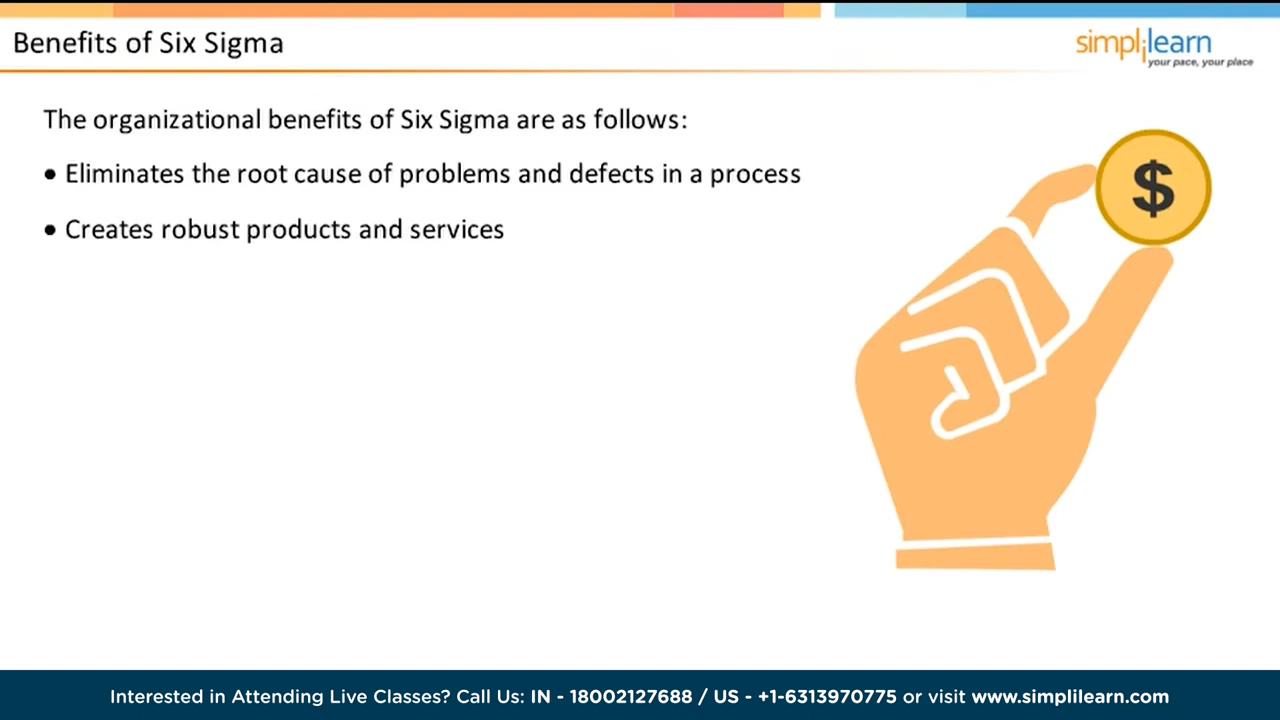 Benefits of Six Sigma
simplilearn
your pace, your place
The organizational benefits of Six Sigma are as follows:
• Eliminates the root cause of problems and defects in a process
• Creates robust products and services
$
Interested in Attending Live Classes? Call Us: IN - 18002127688 / US - +1-6313970775 or visit www.simplilearn.com